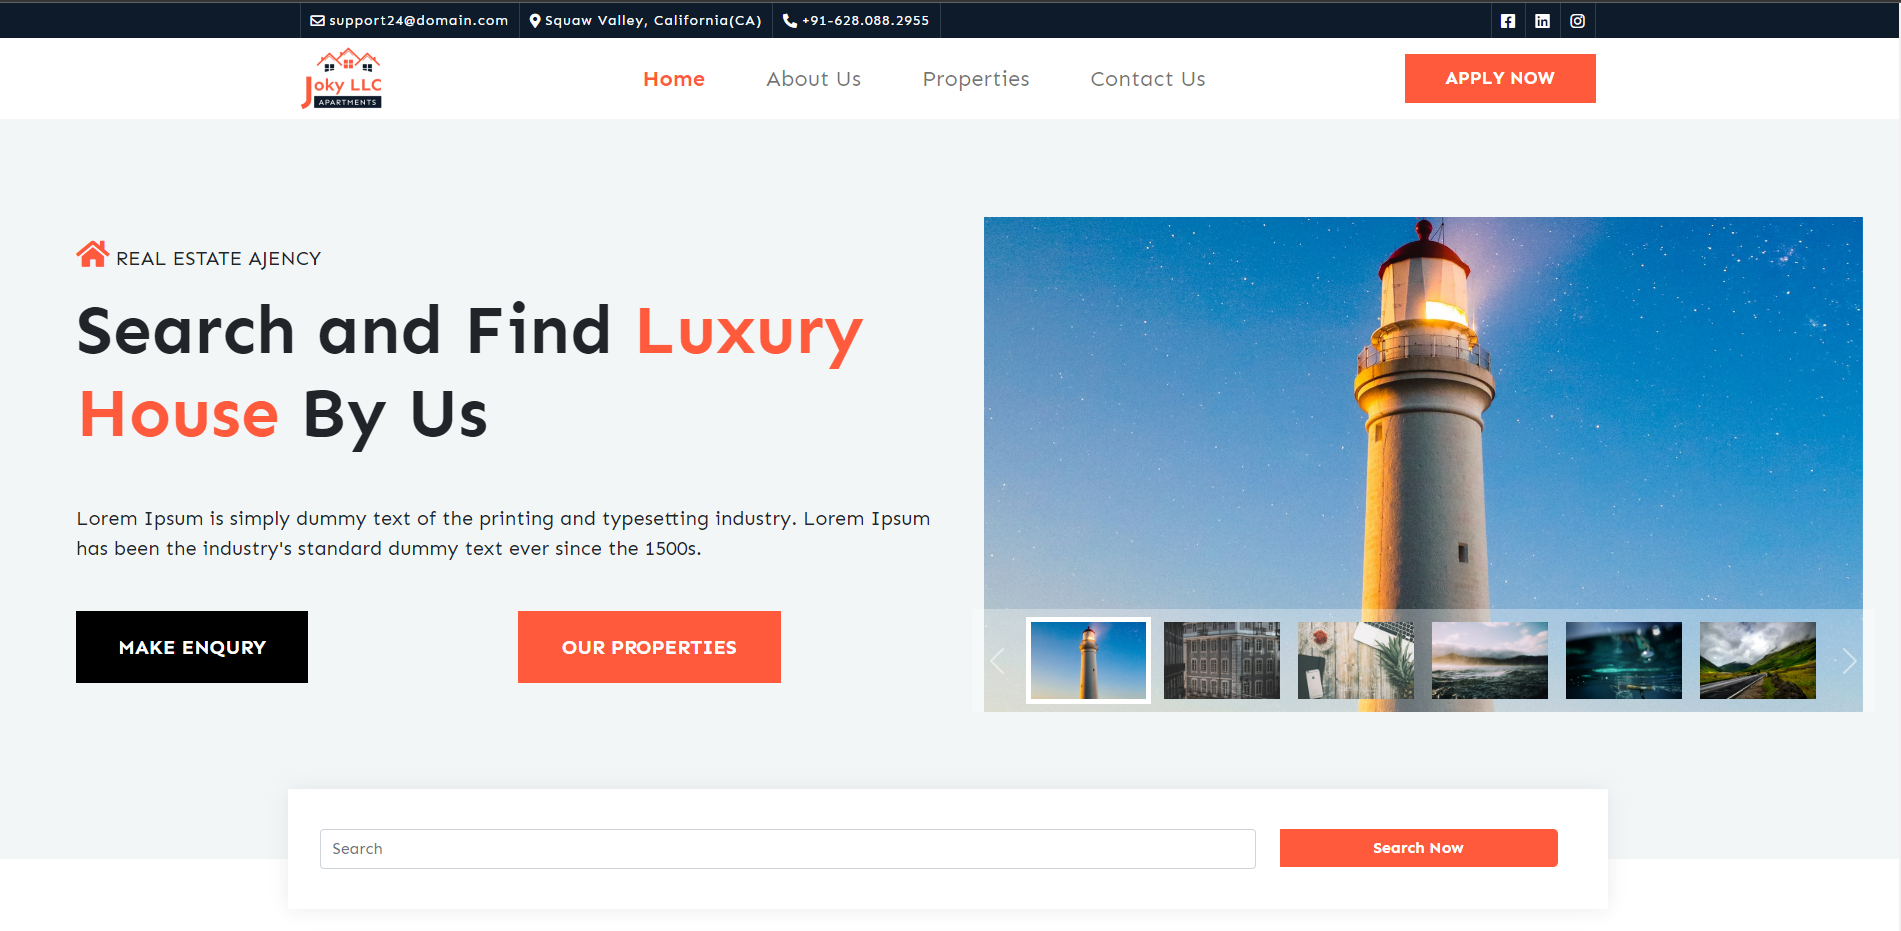 support24@domain.com
Squaw Valley, California(CA)
+91-628.088.2955
Joky LLC
APARTMENTS
Home
About Us
Properties
Contact Us
APPLY NOW
REAL ESTATE AJENCY
Search and Find Luxury
House By Us
Lorem Ipsum is simply dummy text of the printing and typesetting industry. Lorem Ipsum
has been the industry's standard dummy text ever since the 1500s.
MAKE ENQURY
OUR PROPERTIES
Search
Search Now